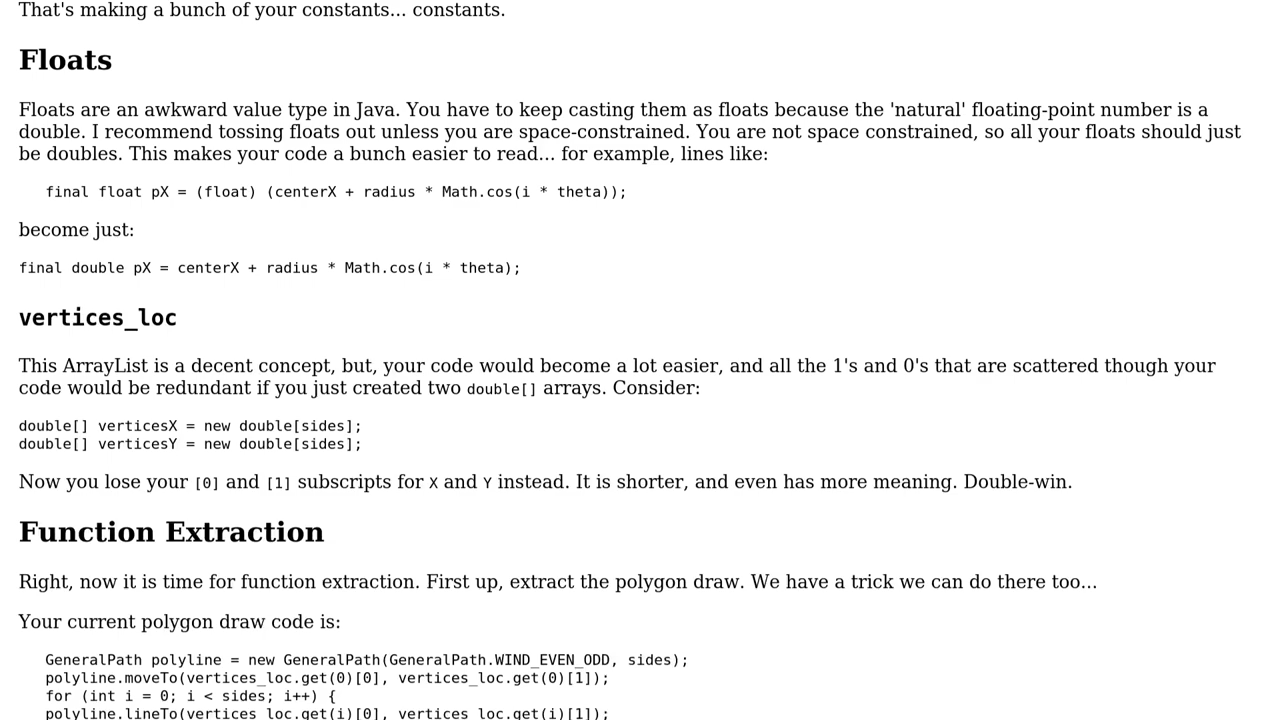 That's making a bunch of your constants... constants.
Floats
Floats are an awkward value type in Java. You have to keep casting them as floats because the 'natural' floating-point number is a
double. I recommend tossing floats out unless you are space-constrained. You are not space constrained, so all your floats should just
be doubles. This makes your code a bunch easier to read... for example, lines like:
final float pX = (float) (centerX + radius * Math.cos(i * theta));
become just:
final double pX = centerX + radius * Math.cos(i * theta);
vertices_loc
This ArrayList is a decent concept, but, your code would become a lot easier, and all the 1's and 0's that are scattered though your
code would be redundant if you just created two double[] arrays. Consider:
double[] verticesX = new double[sides];
double[] verticesY = new double[sides];
Now you lose your [0] and [1] subscripts for X and Y instead. It is shorter, and even has more meaning. Double-win.
Function Extraction
Right, now it is time for function extraction. First up, extract the polygon draw. We have a trick we can do there too...
Your current polygon draw code is:
GeneralPath polyline = new GeneralPath(GeneralPath.WIND_EVEN_ODD, sides);
polyline.moveTo(vertices_loc.get(0)[0], vertices_loc.get(0)[1]);
for (int i = 0; i < sides; i++) {
polyline.lineTo(vertices_loc.get(i)[0], vertices_loc.get(i)[1]);